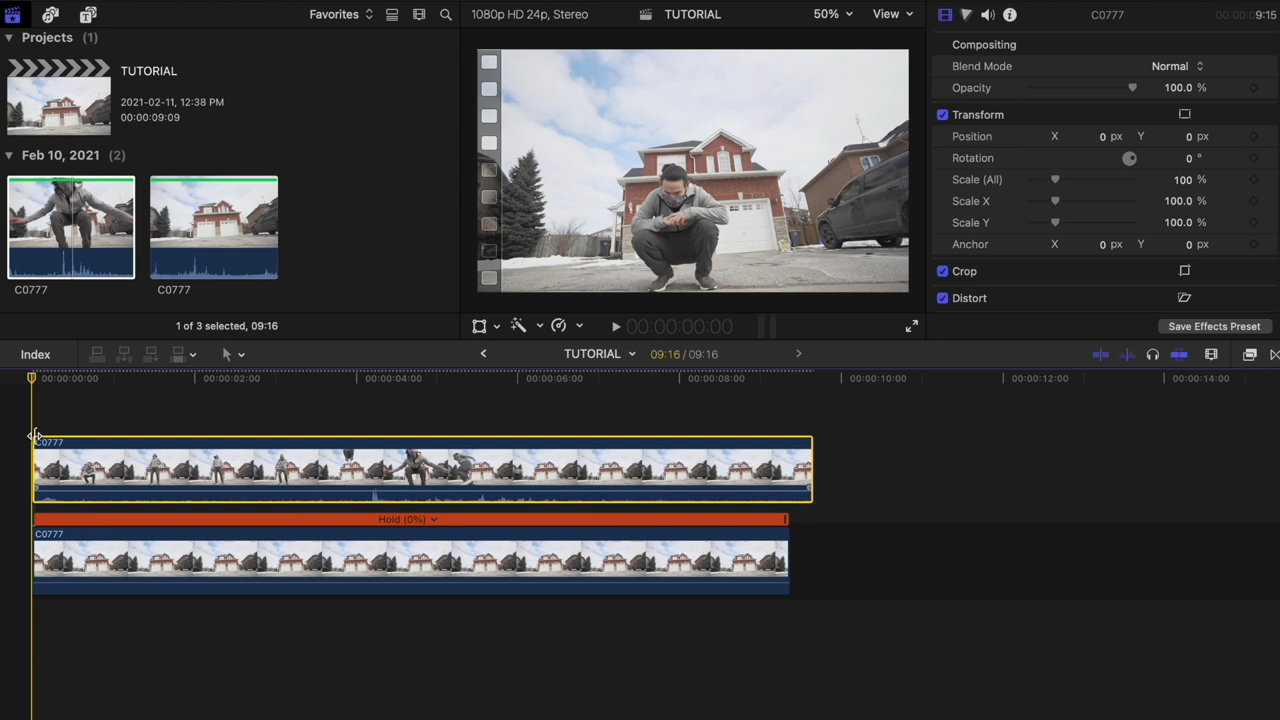 Favorites
1080p HD 24p, Stereo
TUTORIAL
50%
View
C0777
00:00:09:15
Projects (1)
TUTORIAL
2021-02-11, 12:38 PM
00:00:09:09
Feb 10, 2021 (2)
C0777
C0777
1 of 3 selected, 09:16
00:00:00:00
Compositing
Blend Mode Normal
Opacity 100.0 %
Transform
Position X 0 px Y 0 px
Rotation 0 °
Scale (All) 100 %
Scale X 100.0 %
Scale Y 100.0 %
Anchor X 0 px Y 0 px
Crop
Distort
Save Effects Preset
Index
TUTORIAL
09:16 / 09:16
00:00:00:00
00:00:02:00
00:00:04:00
00:00:06:00
00:00:08:00
00:00:10:00
00:00:12:00
00:00:14:00
C0777
Hold (0%)
C0777